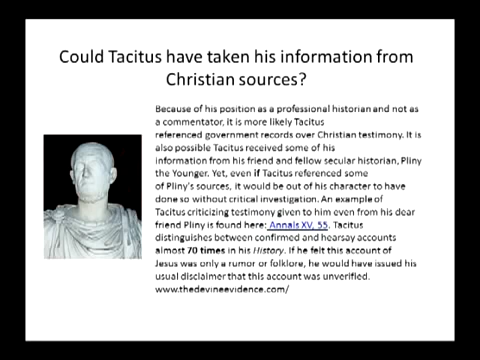 Could Tacitus have taken his information from
Christian sources?
Because of his position as a professional historian and not as
a commentator, it is more likely Tacitus
referenced government records over Christian testimony. It is
also possible Tacitus received some of his
information from his friend and fellow secular historian, Pliny
the Younger. Yet, even if Tacitus referenced some
of Pliny's sources, it would be out of his character to have
done so without critical investigation. An example of
Tacitus criticizing testimony given to him even from his dear
friend Pliny is found here: Annals XV, 55. Tacitus
distinguishes between confirmed and hearsay accounts
almost 70 times in his History. If he felt this account of
Jesus was only a rumor or folklore, he would have issued his
usual disclaimer that this account was unverified.
www.thedevineevidence.com/